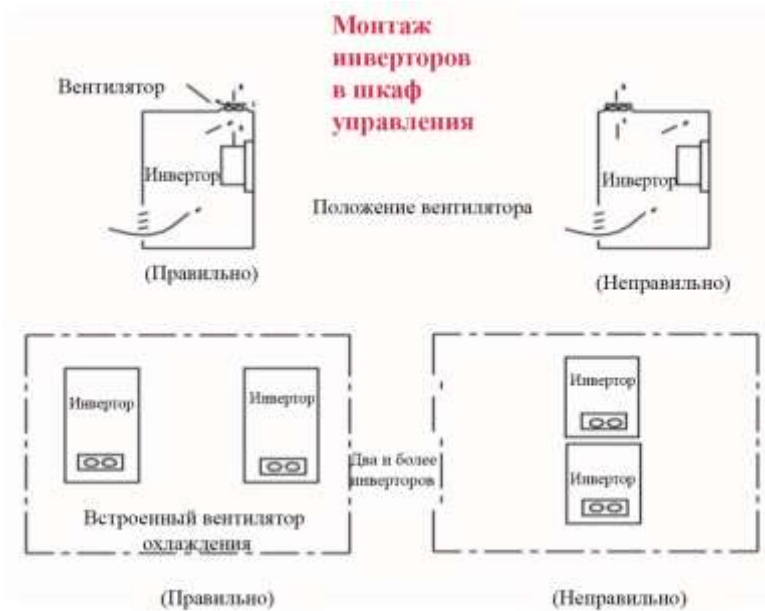 Монтаж
инверторов
в шкаф
управления
Вентилятор
Инвертор
Инвертор
Положение вентилятора
(Правильно)
(Неправильно)
Инвертор
Инвертор
Инвертор
Два и более
инверторов
Инвертор
Встроенный вентилятор
охлаждения
(Правильно)
(Неправильно)